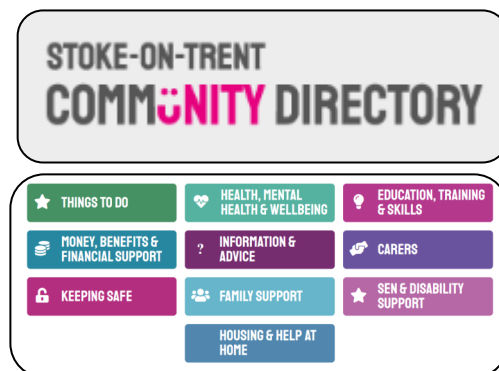 STOKE-ON-TRENT
COMMUNITY DIRECTORY
THINGS TO DO
HEALTH, MENTAL
HEALTH & WELLBEING
EDUCATION, TRAINING
& SKILLS
MONEY, BENEFITS &
FINANCIAL SUPPORT
?
INFORMATION &
ADVICE
CARERS
KEEPING SAFE
FAMILY SUPPORT
SEN & DISABILITY
SUPPORT
HOUSING & HELP AT
HOME